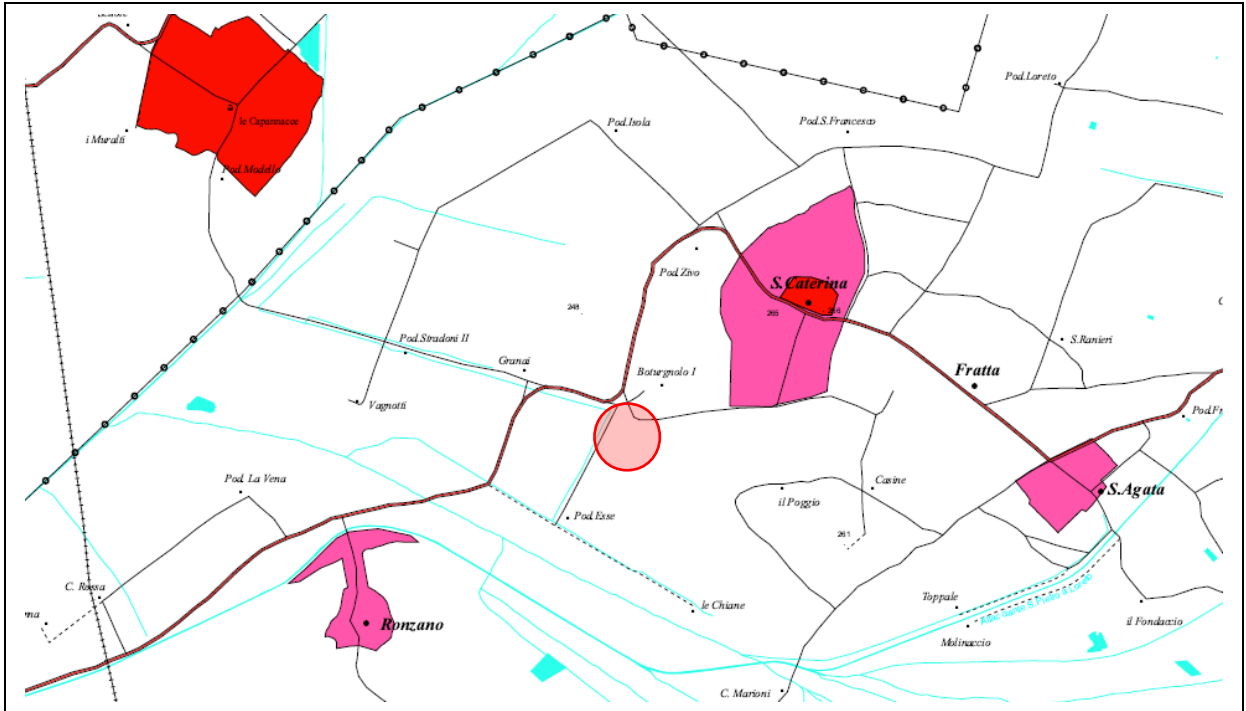 Pod.Loreto
le Capannacce
Pod.Isola
Pod.S.Francesco
i Muralti
Pod.Modello
Pod.Zivo
S.Caterina
248
265
266
Pod.Stradoni II
S.Ranieri
Granai
Boturgnolo I
Fratta
Vagnotti
Pod.Fr
Pod. La Vena
il Poggio
Casine
S.Agata
Pod.Esse
261
C. Rossa
le Chiane
Toppale
Ronzano
Molinaccio
il Fondaccio
C. Marioni